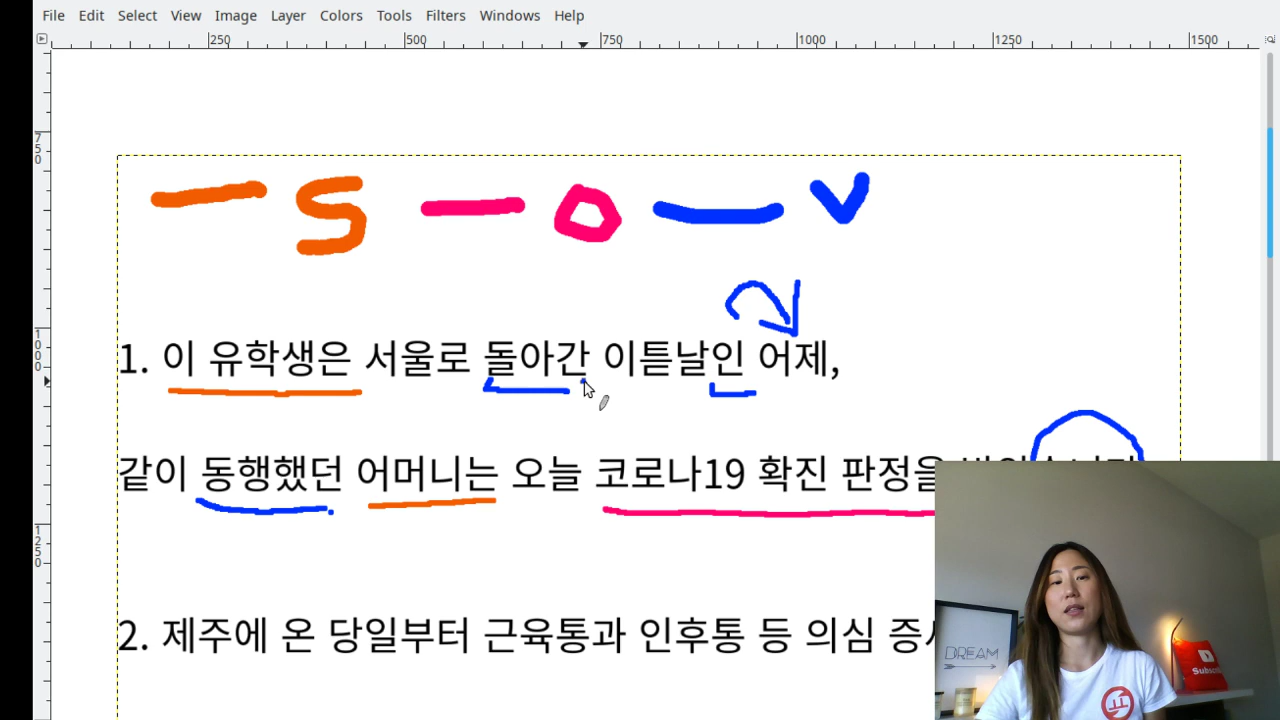 File Edit Select View Image Layer Colors Tools Filters Windows Help
250 500 750 1000 1250 1500
750
1000
1250
S O V
1. 이 유학생은 서울로 돌아간 이튿날인 어제,
같이 동행했던 어머니는 오늘 코로나19 확진 판정을
2. 제주에 온 당일부터 근육통과 인후통 등 의심
DREAM